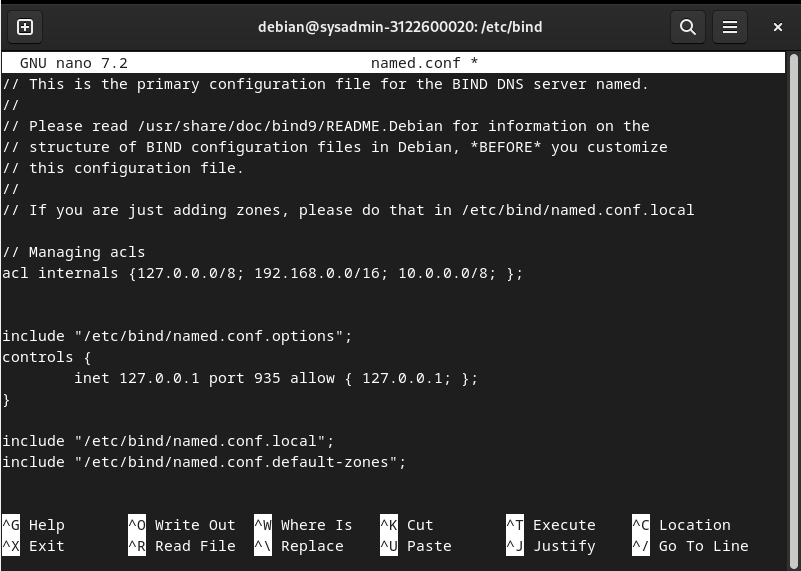 debian@sysadmin-3122600020: /etc/bind
GNU nano 7.2 named.conf *
// This is the primary configuration file for the BIND DNS server named.
//
// Please read /usr/share/doc/bind9/README.Debian for information on the
// structure of BIND configuration files in Debian, *BEFORE* you customize
// this configuration file.
//
// If you are just adding zones, please do that in /etc/bind/named.conf.local
// Managing acls
acl internals {127.0.0.0/8; 192.168.0.0/16; 10.0.0.0/8; };
include "/etc/bind/named.conf.options";
controls {
        inet 127.0.0.1 port 935 allow { 127.0.0.1; };
}
include "/etc/bind/named.conf.local";
include "/etc/bind/named.conf.default-zones";
^G Help ^O Write Out ^W Where Is ^K Cut ^T Execute ^C Location
^X Exit ^R Read File ^\ Replace ^U Paste ^J Justify ^/ Go To Line